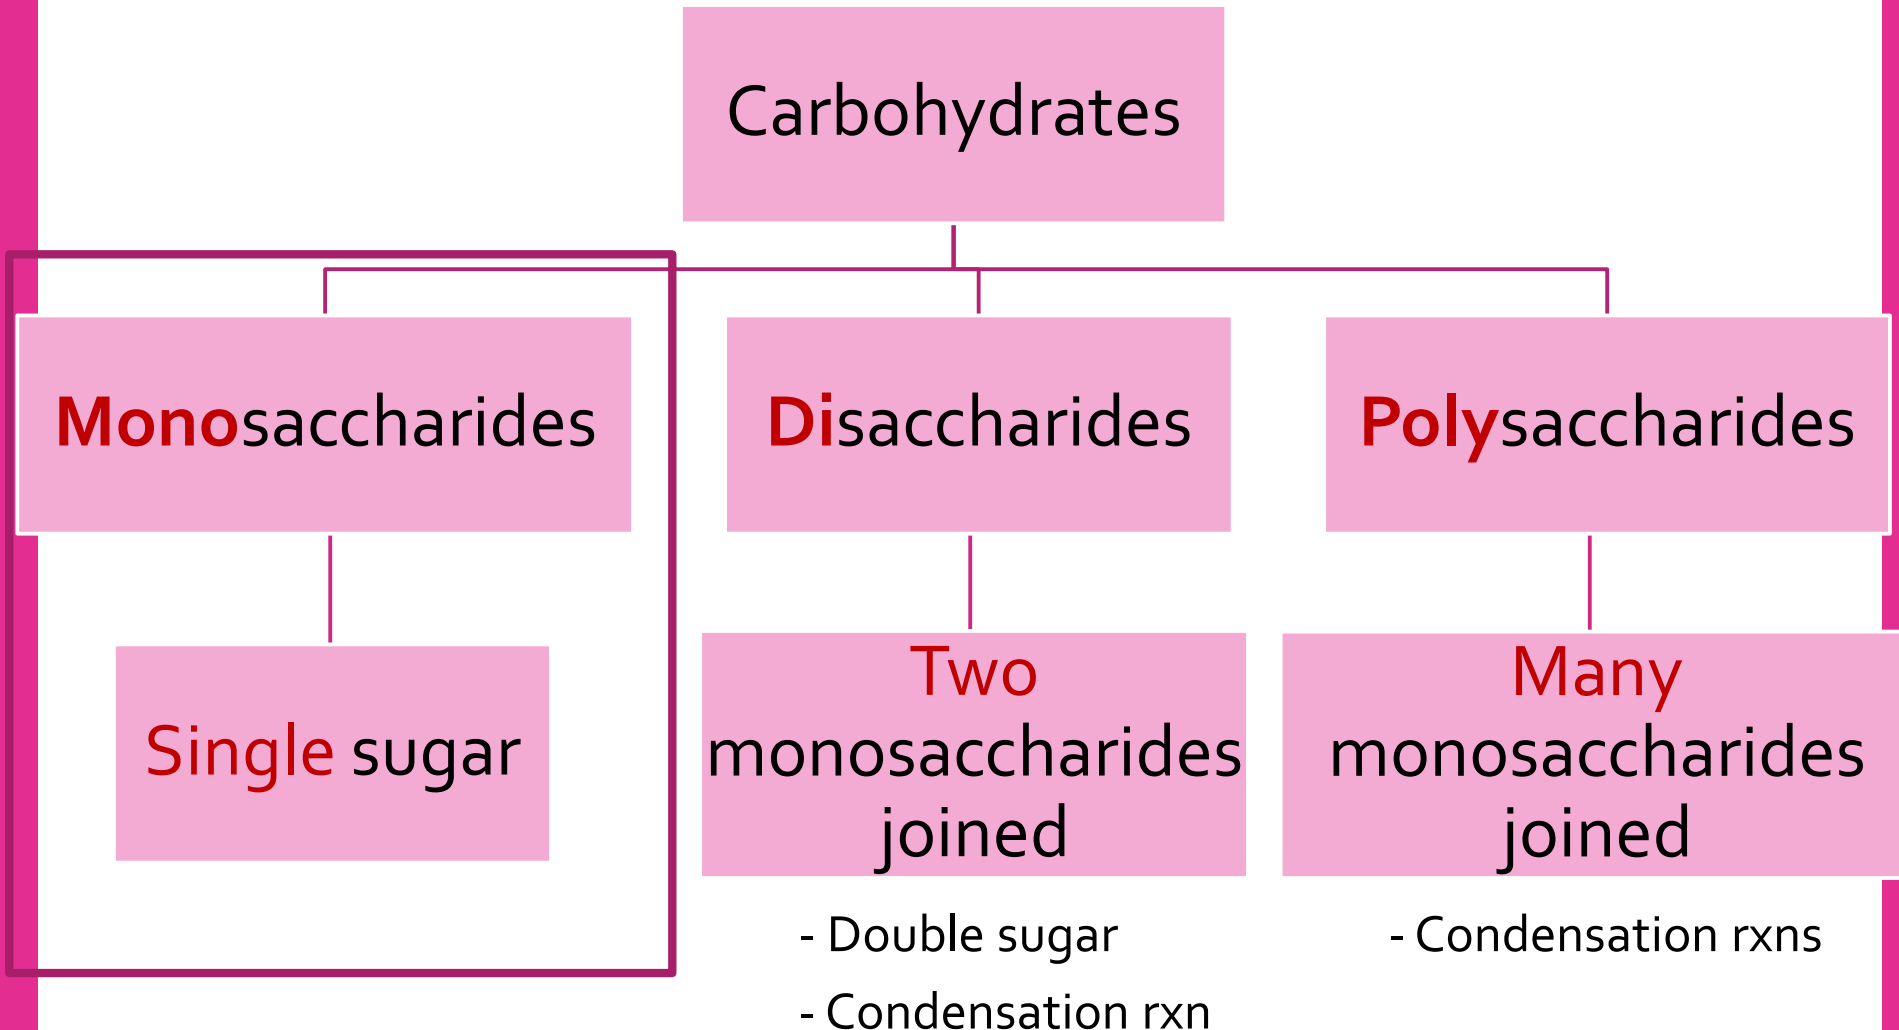 Carbohydrates
Monosaccharides
Disaccharides
Polysaccharides
Single sugar
Two
monosaccharides
joined
Many
monosaccharides
joined
- Double sugar
- Condensation rxn
- Condensation rxns